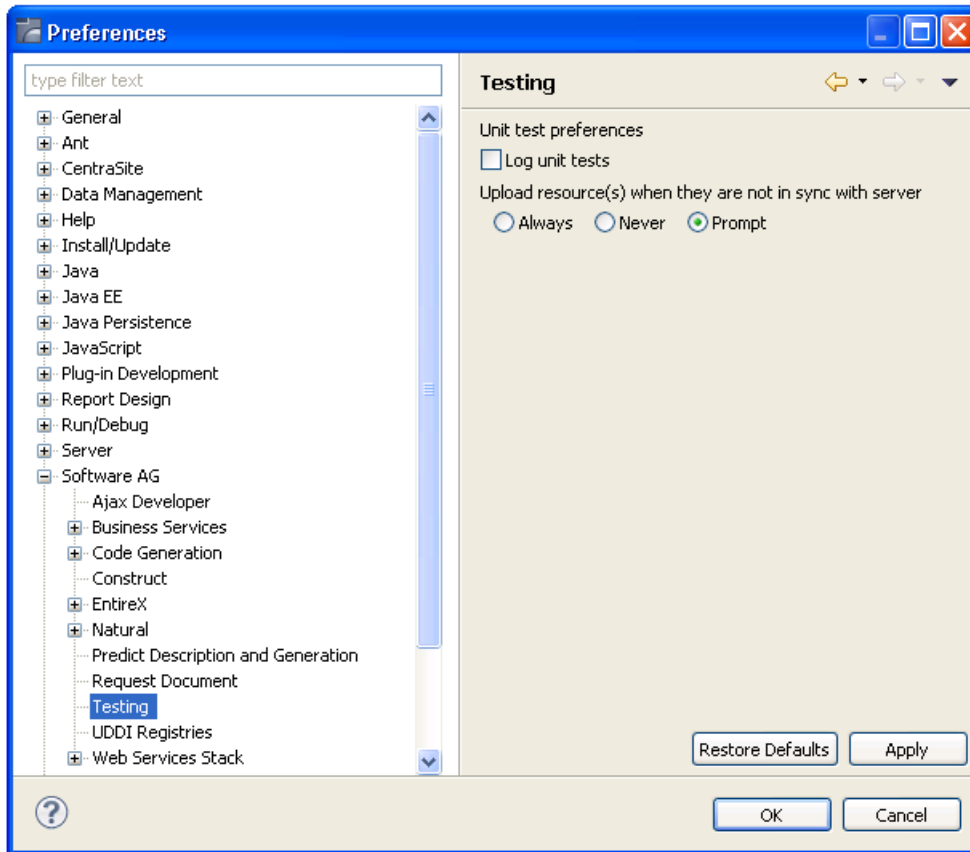 Preferences
type filter text
General
Ant
CentraSite
Data Management
Help
Install/Update
Java
Java EE
Java Persistence
JavaScript
Plug-in Development
Report Design
Run/Debug
Server
Software AG
Ajax Developer
Business Services
Code Generation
Construct
EntireX
Natural
Predict Description and Generation
Request Document
Testing
UDDI Registries
Web Services Stack
Testing
Unit test preferences
Log unit tests
Upload resource(s) when they are not in sync with server
Always Never Prompt
Restore Defaults Apply
OK Cancel